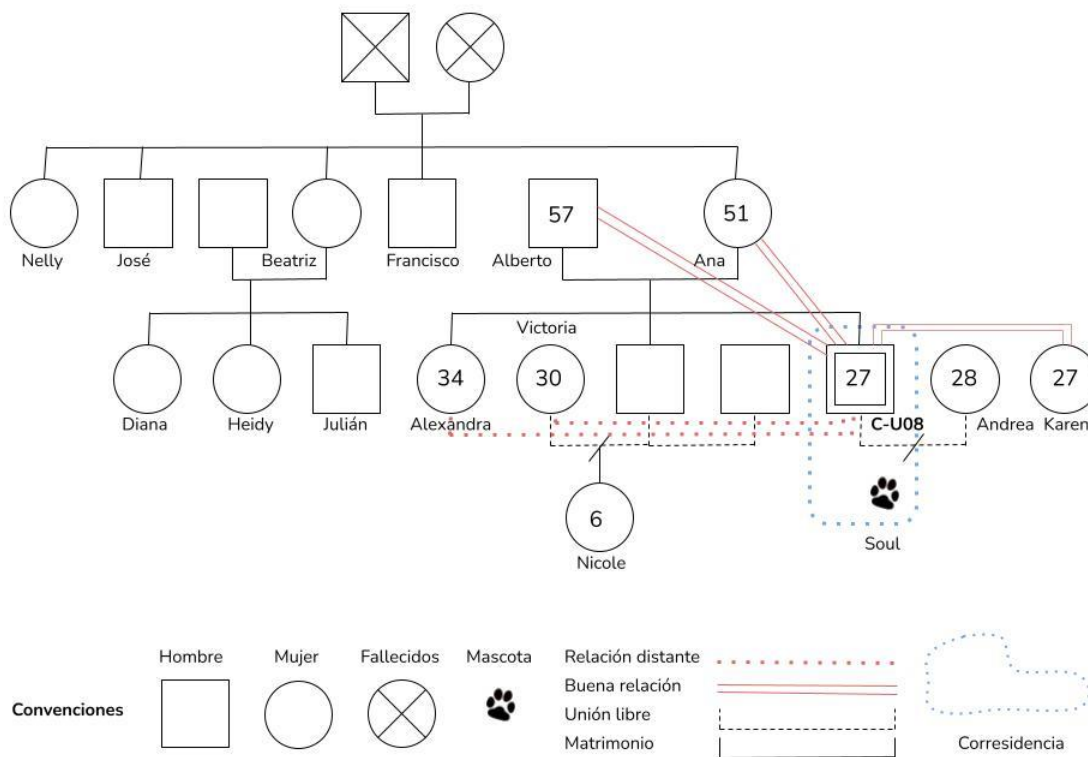 57
51
Nelly
José
Beatriz
Francisco
Alberto
Ana
Victoria
34
30
27
28
27
Diana
Heidy
Julián
Alexandra
C-U08
Andrea
Karen
6
Nicole
Soul
Hombre
Mujer
Fallecidos
Mascota
Relación distante
Buena relación
Convenciones
Unión libre
Matrimonio
Corresidencia